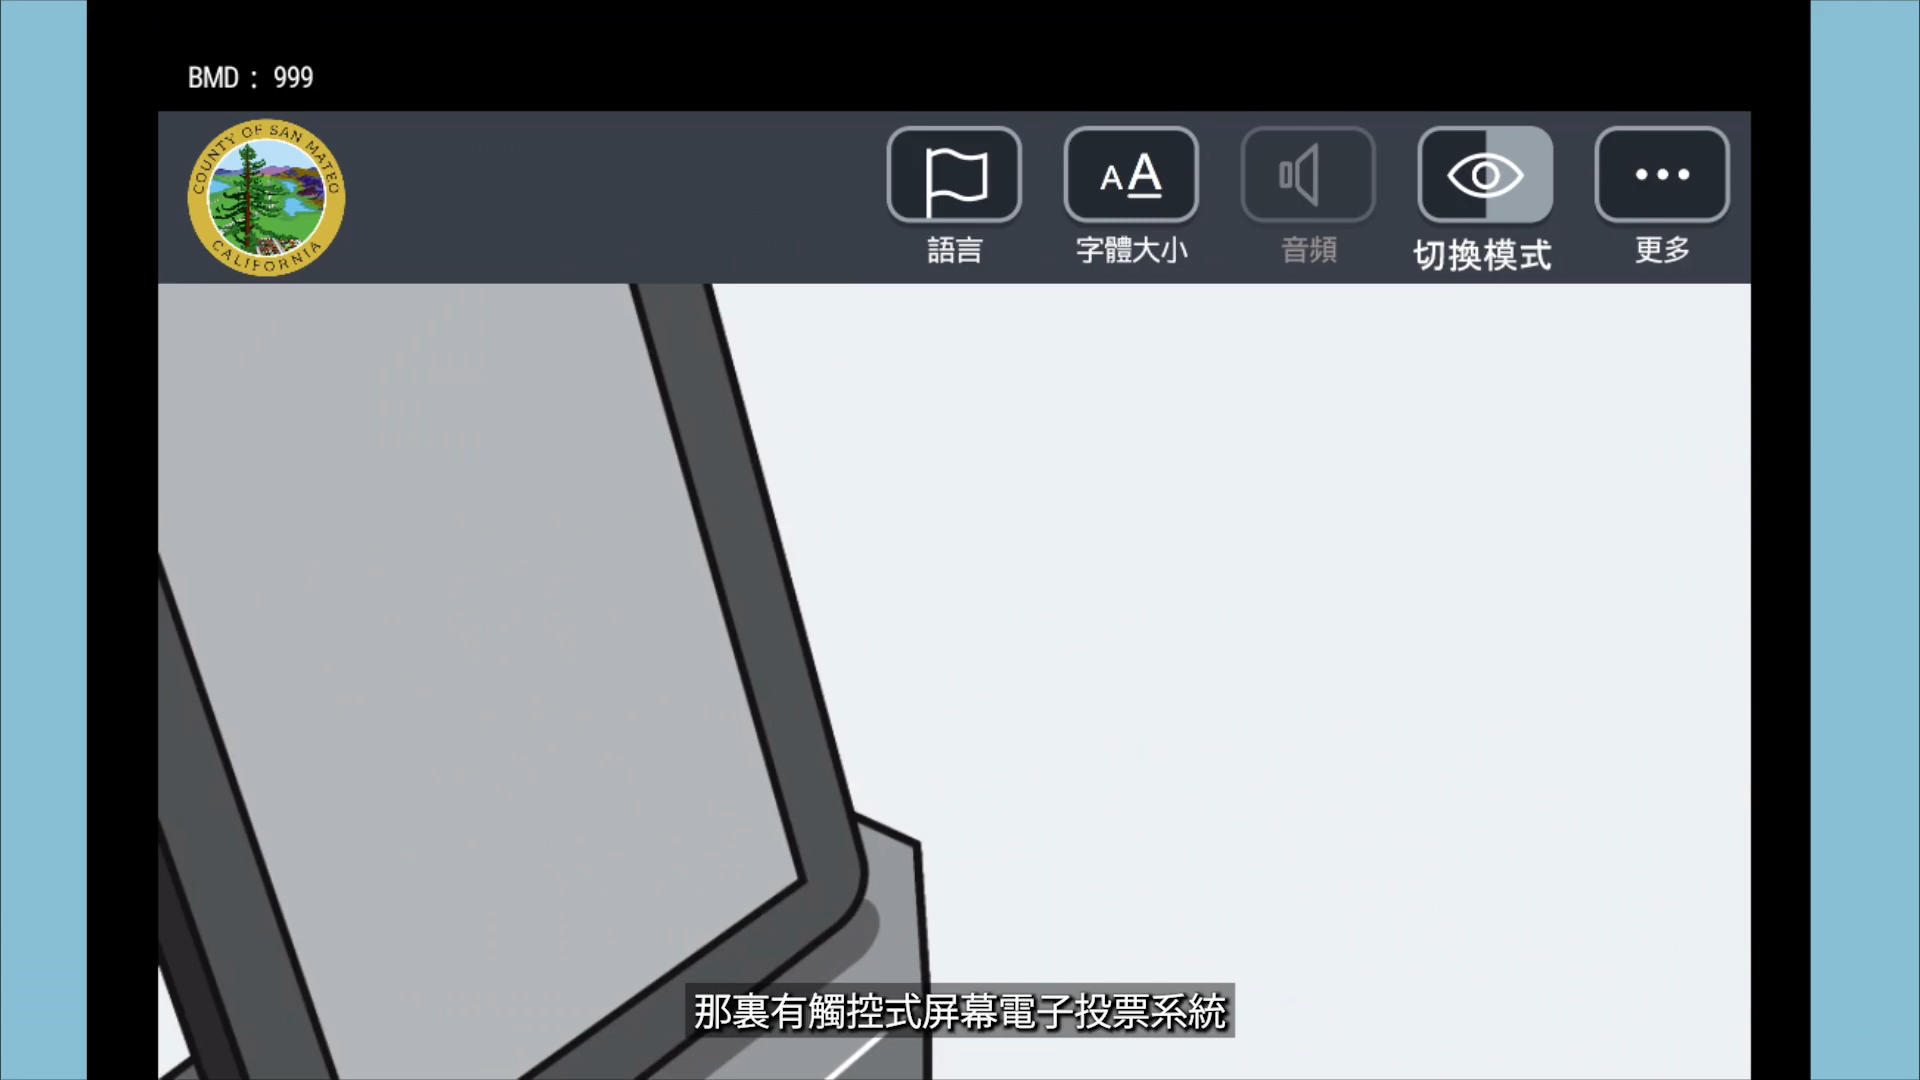 BMD : 999
COUNTY OF SAN MATEO
CALIFORNIA
語言
字體大小
音頻
切換模式
更多
那裏有觸控式屏幕電子投票系統